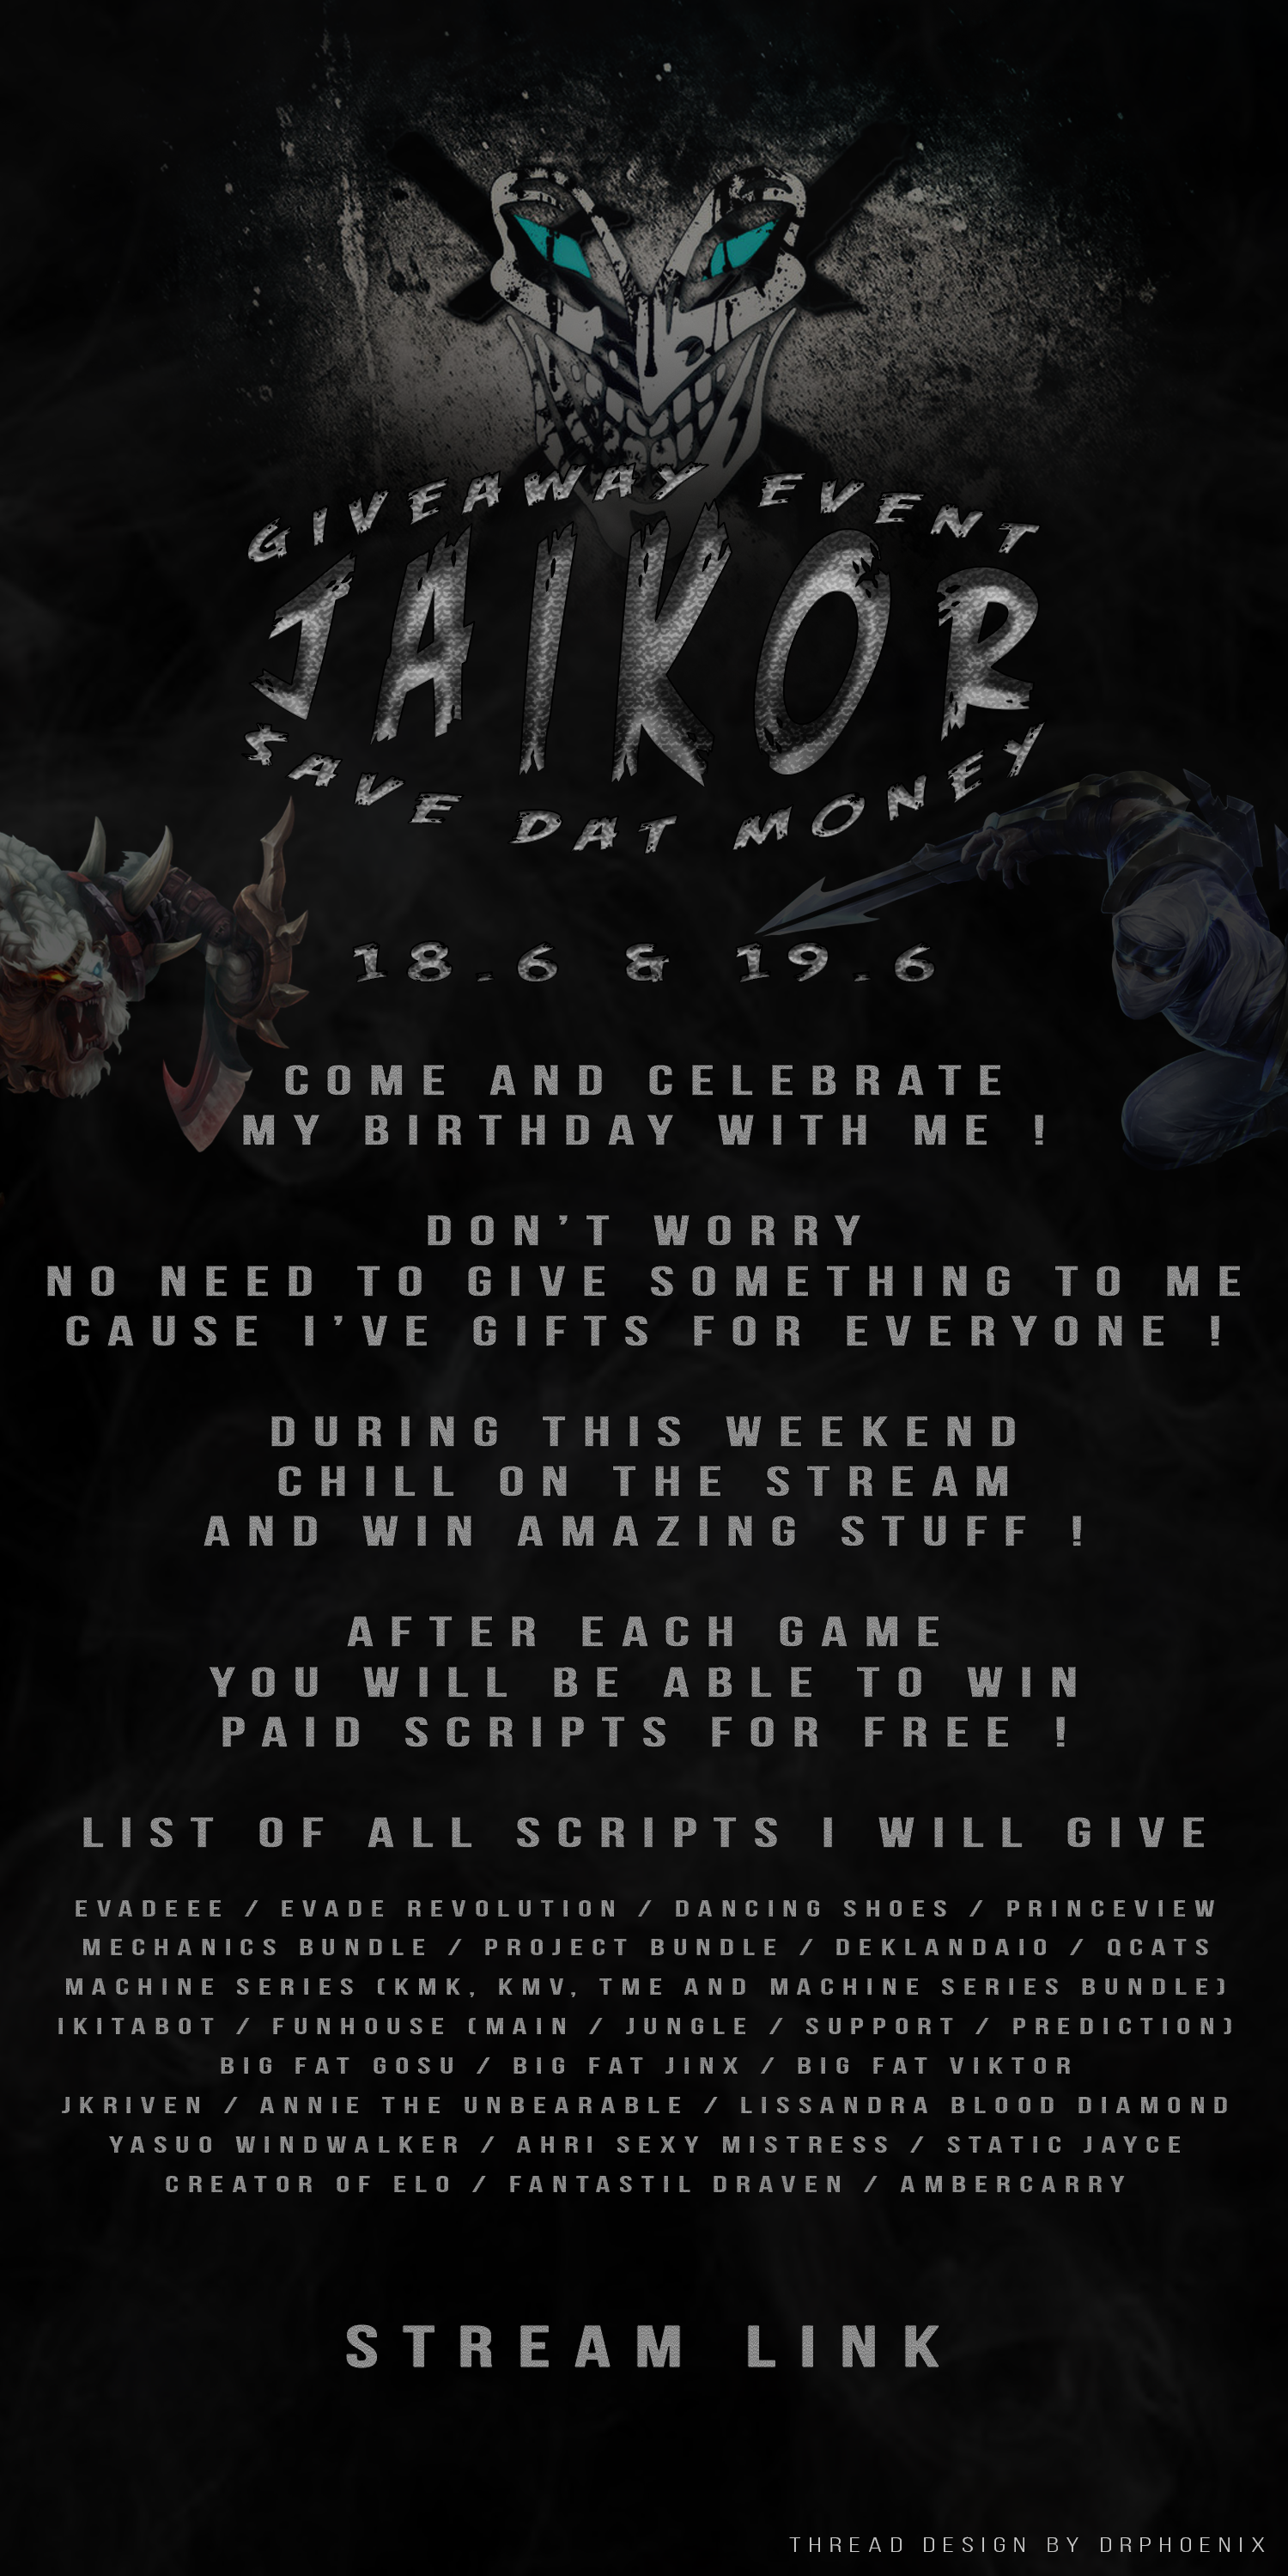 GIVEAWAY EVENT
JAIKOR
$AVE DAT MONEY
18.6 & 19.6
COME AND CELEBRATE
MY BIRTHDAY WITH ME !
DON'T WORRY
NO NEED TO GIVE SOMETHING TO ME
CAUSE I'VE GIFTS FOR EVERYONE !
DURING THIS WEEKEND
CHILL ON THE STREAM
AND WIN AMAZING STUFF !
AFTER EACH GAME
YOU WILL BE ABLE TO WIN
PAID SCRIPTS FOR FREE !
LIST OF ALL SCRIPTS I WILL GIVE
EVADEEE / EVADE REVOLUTION / DANCING SHOES / PRINCEVIEW
MECHANICS BUNDLE / PROJECT BUNDLE / DEKLANDAIO / QCATS
MACHINE SERIES (KMK, KMV, TME AND MACHINE SERIES BUNDLE)
IKITABOT / FUNHOUSE (MAIN / JUNGLE / SUPPORT / PREDICTION)
BIG FAT GOSU / BIG FAT JINX / BIG FAT VIKTOR
JKRIVEN / ANNIE THE UNBEARABLE / LISSANDRA BLOOD DIAMOND
YASUO WINDWALKER / AHRI SEXY MISTRESS / STATIC JAYCE
CREATOR OF ELO / FANTASTIL DRAVEN / AMBERCARRY
STREAM LINK
THREAD DESIGN BY DRPHOENIX